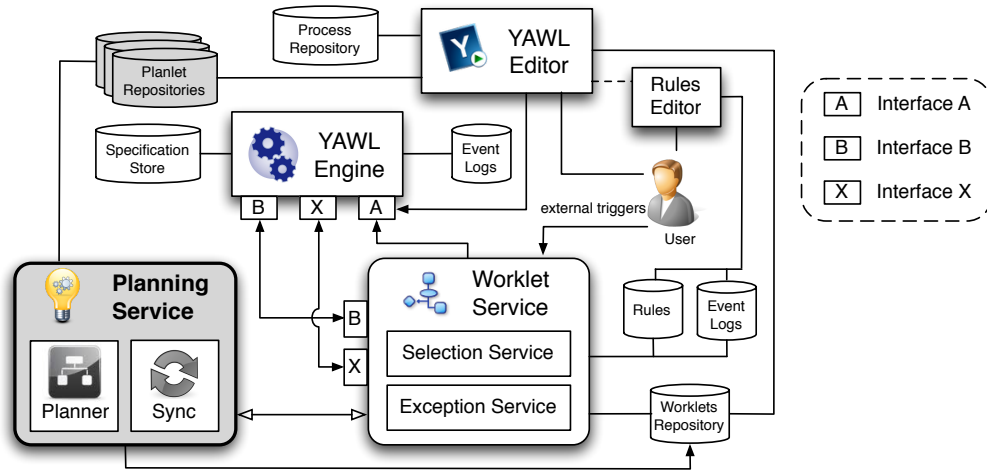 Process
Repository
Y
YAWL
Editor
Planlet
Repositories
Rules
Editor
A
Interface A
B
Interface B
X
Interface X
Specification
Store
YAWL
Engine
Event
Logs
B
X
A
external triggers
User
Planning
Service
Planner
Sync
Worklet
Service
B
X
Selection Service
Exception Service
Rules
Event
Logs
Worklets
Repository